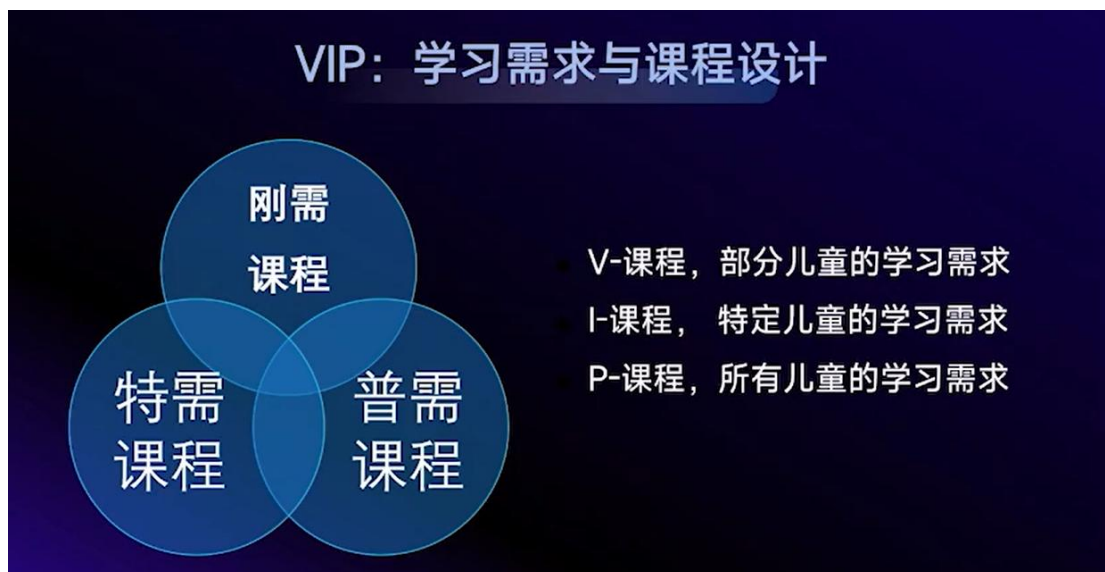 VIP：学习需求与课程设计
刚需
课程
特需
课程
普需
课程
V-课程，部分儿童的学习需求
I-课程， 特定儿童的学习需求
P-课程，所有儿童的学习需求